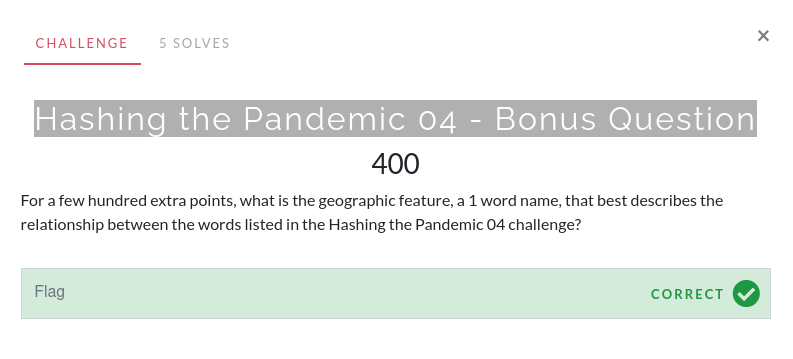 CHALLENGE 5 SOLVES
×
Hashing the Pandemic 04 - Bonus Question
400
For a few hundred extra points, what is the geographic feature, a 1 word name, that best describes the
relationship between the words listed in the Hashing the Pandemic 04 challenge?
Flag CORRECT